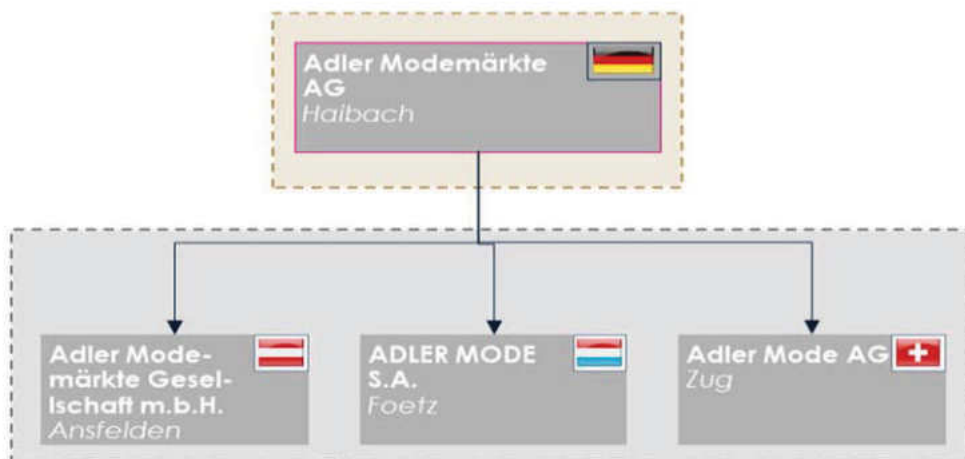 Adler Modemärkte
AG
Haibach
Adler Mode-
märkte Gesel-
lschaft m.b.H.
Ansfelden
ADLER MODE
S.A.
Foetz
Adler Mode AG
Zug